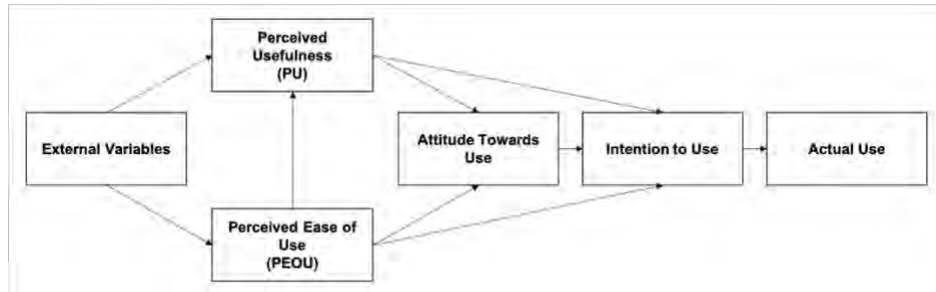 Perceived
Usefulness
(PU)
External Variables
Attitude Towards
Use
Intention to Use
Actual Use
Perceived Ease of
Use
(PEOU)